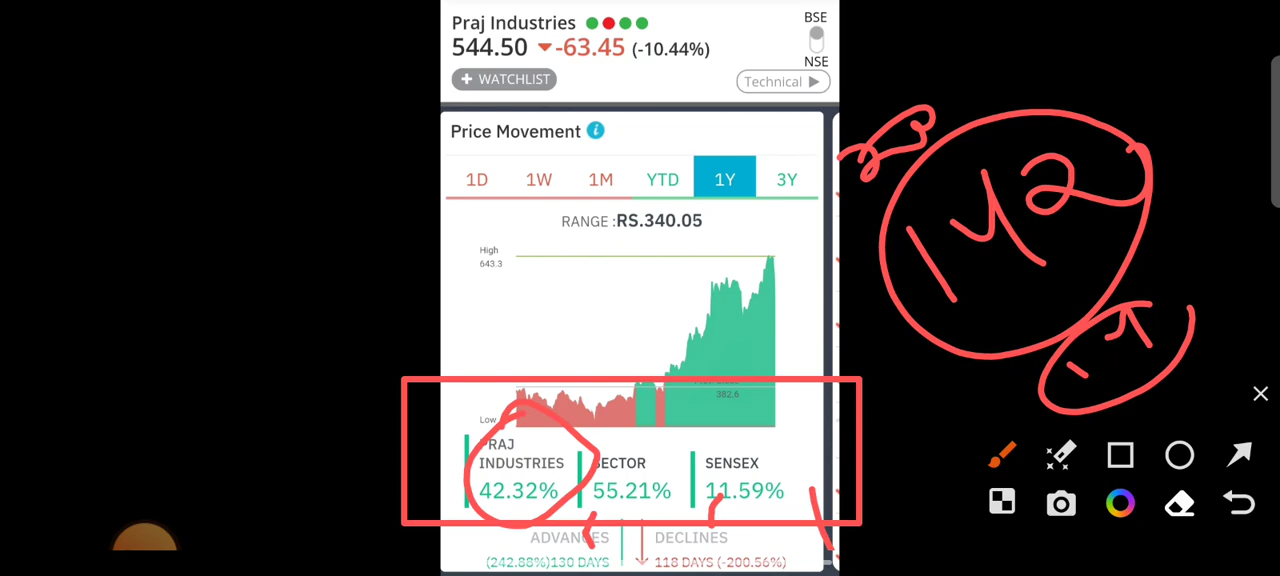 Praj Industries
BSE
544.50 -63.45 (-10.44%)
NSE
+ WATCHLIST
Technical
Price Movement i
1D 1W 1M YTD 1Y 3Y
RANGE :RS.340.05
High
643.3
142
1Y
382.6
Low
PRAJ
INDUSTRIES SECTOR SENSEX
42.32% 55.21% 11.59%
ADVANCES DECLINES
(242.88%)130 DAYS 118 DAYS (-200.56%)